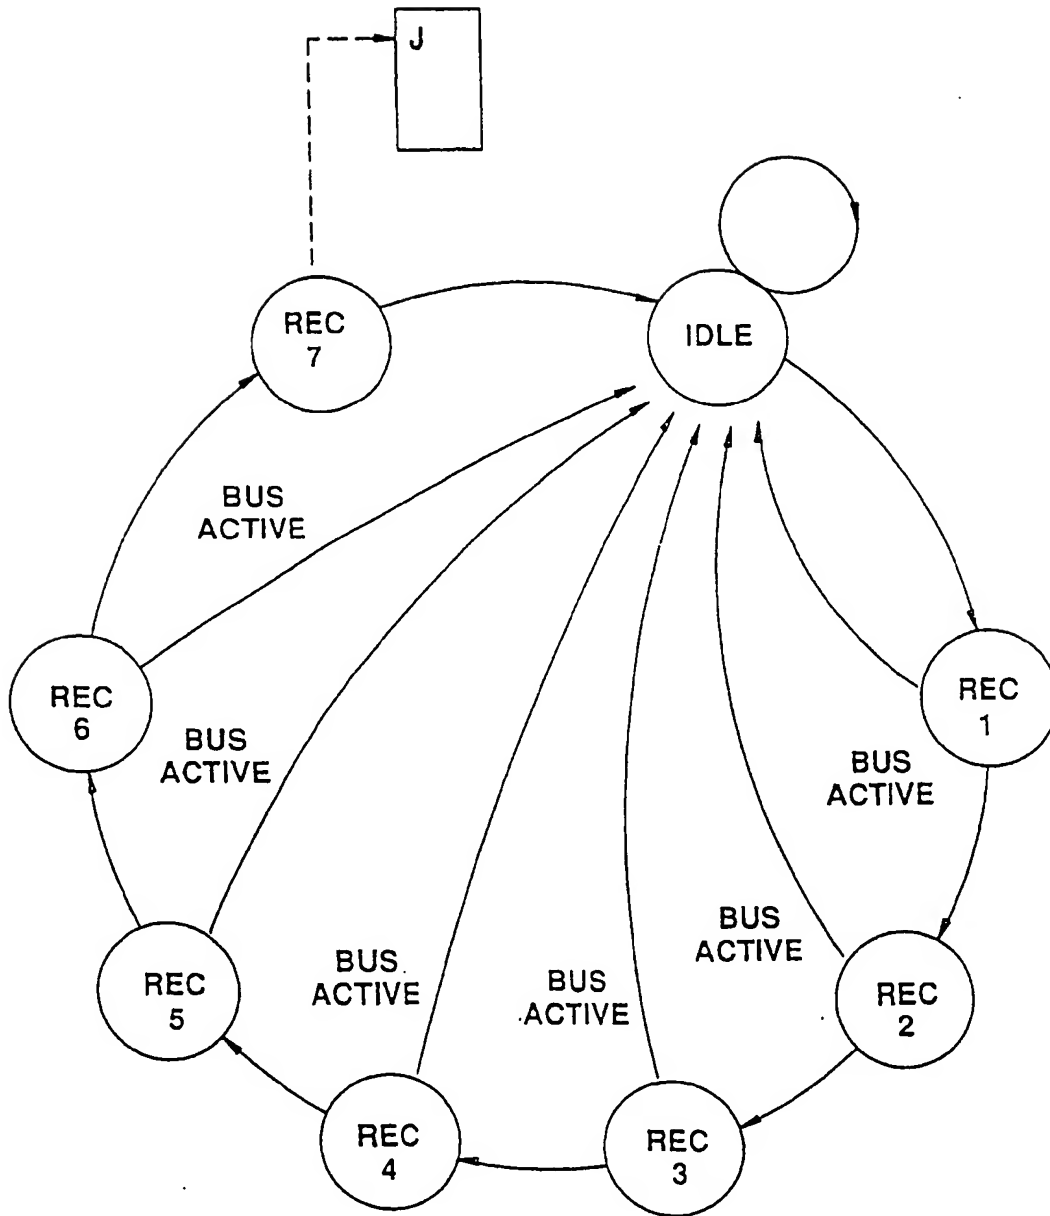 J
REC
7
IDLE
BUS
ACTIVE
REC
6
REC
1
BUS
ACTIVE
BUS
ACTIVE
BUS
ACTIVE
REC
5
BUS
ACTIVE
BUS
ACTIVE
REC
2
REC
4
REC
3